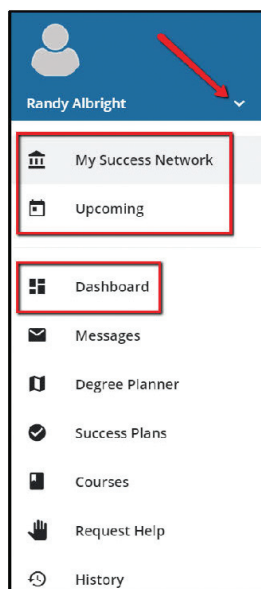 Randy Albright
My Success Network
Upcoming
Dashboard
Messages
Degree Planner
Success Plans
Courses
Request Help
History